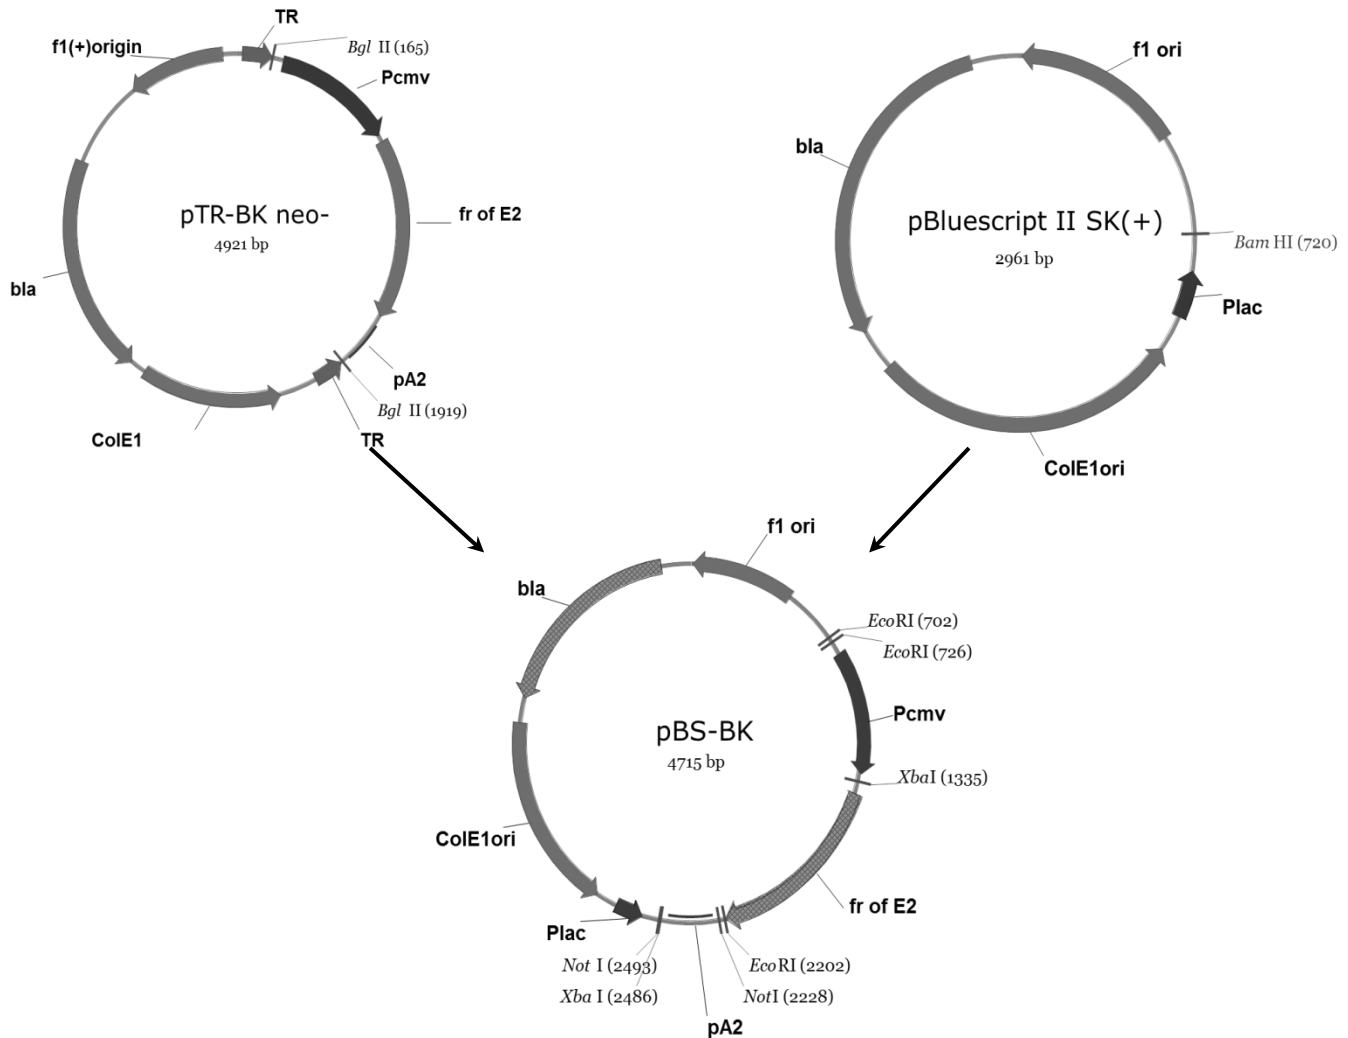 TR
f1(+)origin
Bgl II (165)
Pcmv
pTR-BK neo-
4921 bp
fr of E2
bla
pA2
Bgl II (1919)
ColE1
TR
f1 ori
bla
pBluescript II SK(+)
2961 bp
Bam HI (720)
Plac
ColE1ori
f1 ori
bla
EcoRI (702)
EcoRI (726)
Pcmv
pBS-BK
4715 bp
XbaI (1335)
ColE1ori
fr of E2
Plac
Not I (2493)
EcoRI (2202)
Xba I (2486)
NotI (2228)
pA2